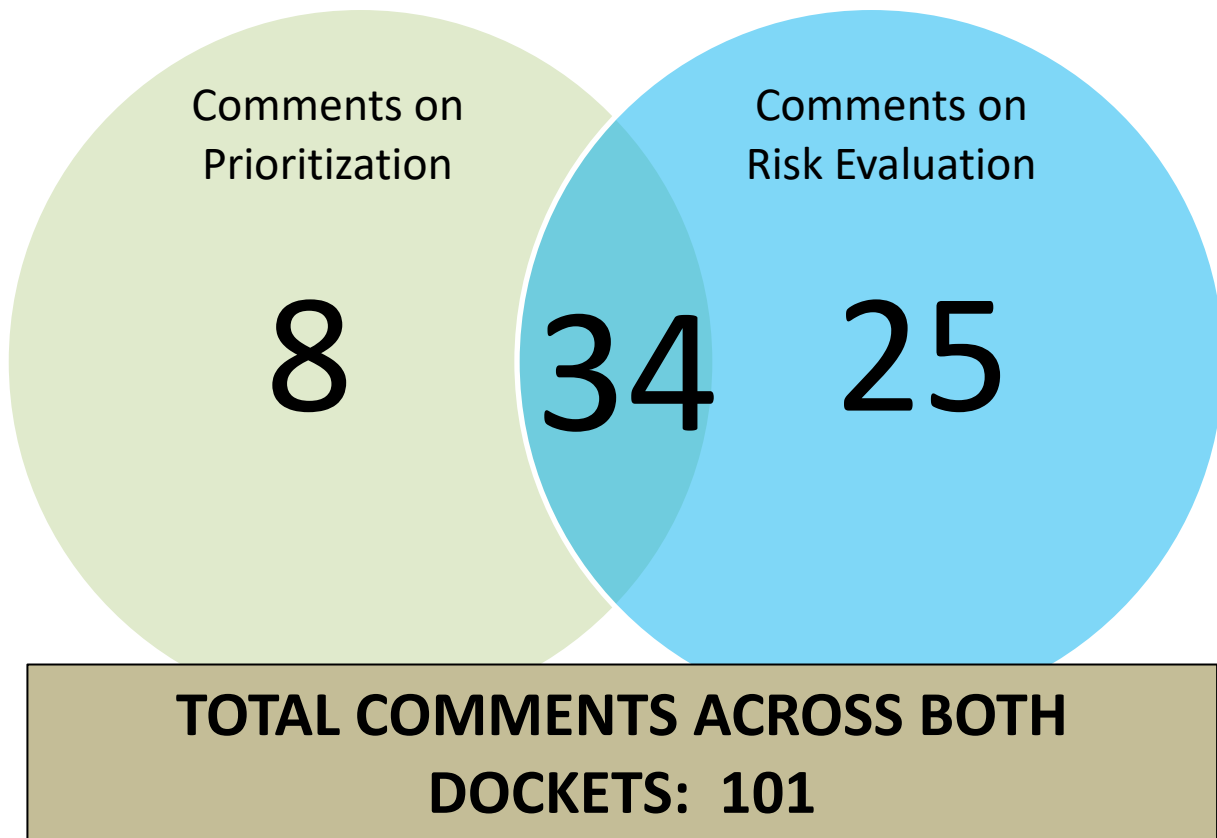 Comments on
Prioritization
Comments on
Risk Evaluation
8
34
25
TOTAL COMMENTS ACROSS BOTH
DOCKETS: 101